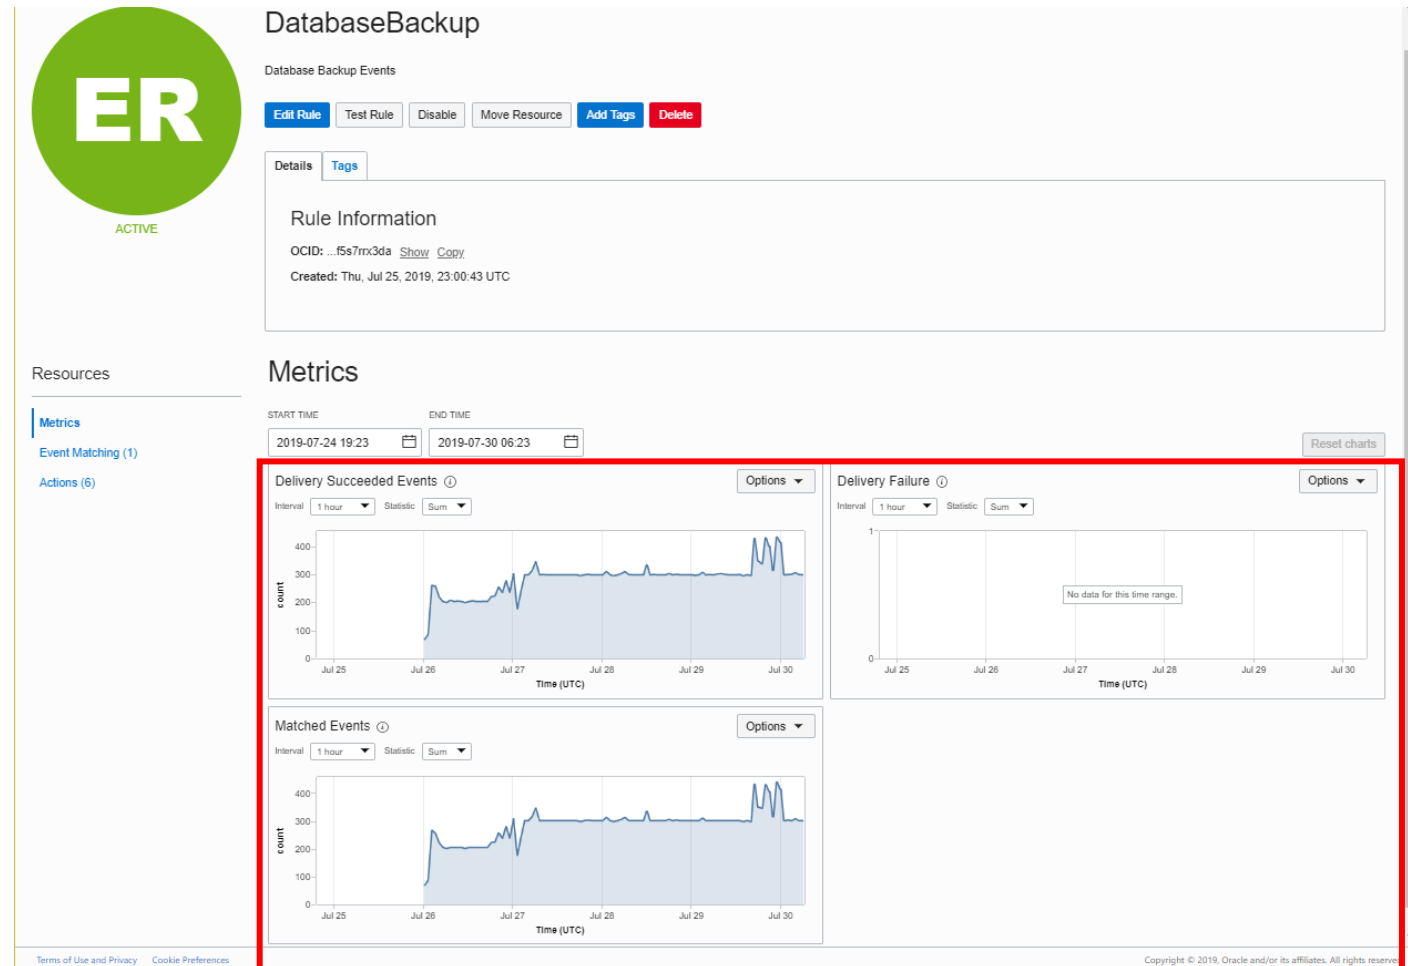 DatabaseBackup
ER
Database Backup Events
Edit Rule Test Rule Disable Move Resource Add Tags Delete
Details Tags
Rule Information
ACTIVE
OCID: ...f5s7rrx3da Show Copy
Created: Thu, Jul 25, 2019, 23:00:43 UTC
Resources
Metrics
Event Matching (1)
Actions (6)
Metrics
START TIME END TIME
2019-07-24 19:23 2019-07-30 06:23 Reset charts
Delivery Succeeded Events Options
Interval 1 hour Statistic Sum
400
300
200
100
0
count
Jul 25 Jul 26 Jul 27 Jul 28 Jul 29 Jul 30
Time (UTC)
Delivery Failure Options
Interval 1 hour Statistic Sum
1
No data for this time range.
0
Jul 25 Jul 26 Jul 27 Jul 28 Jul 29 Jul 30
Time (UTC)
Matched Events Options
Interval 1 hour Statistic Sum
400
300
200
100
0
count
Jul 25 Jul 26 Jul 27 Jul 28 Jul 29 Jul 30
Time (UTC)
Terms of Use and Privacy Cookie Preferences
Copyright © 2019, Oracle and/or its affiliates. All rights reserve